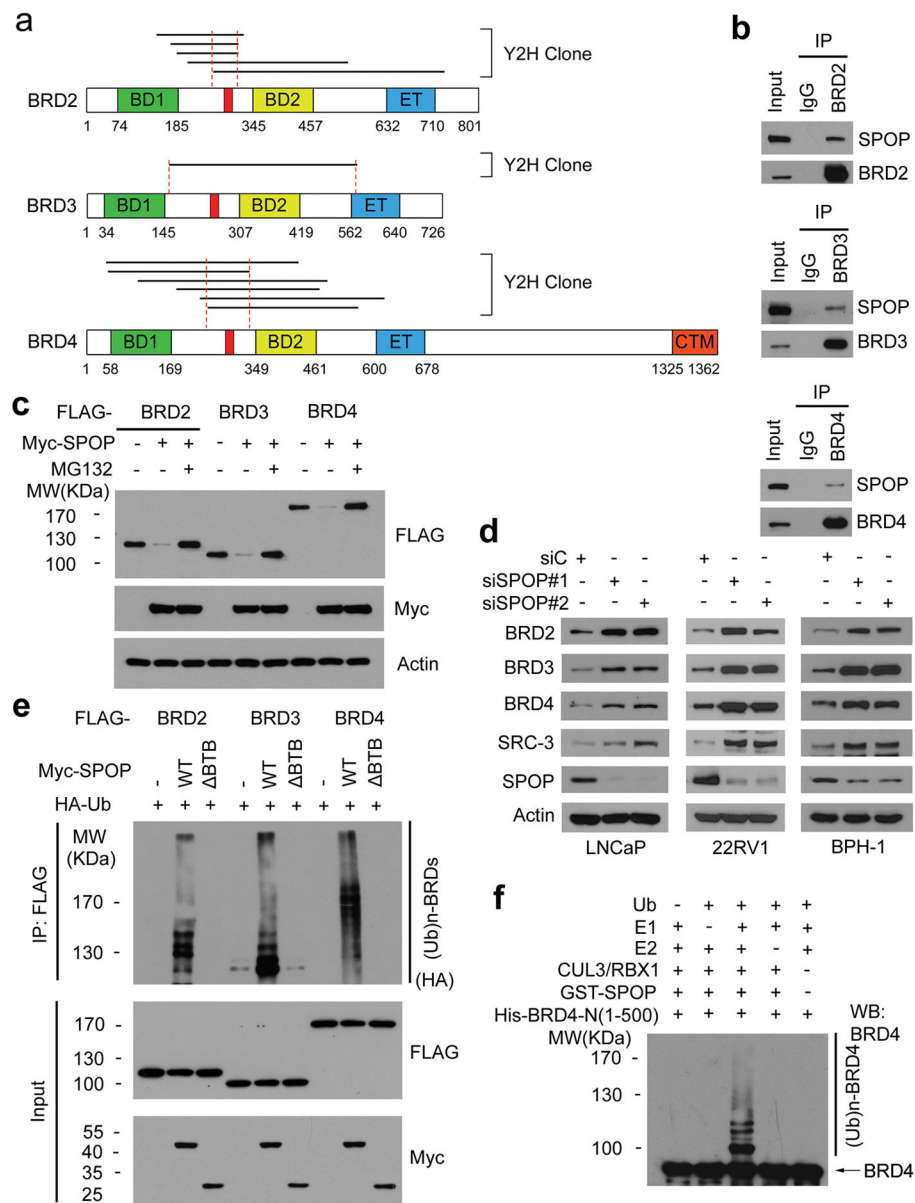 a
Y2H Clone
BRD2 BD1 BD2 ET
1 74 185 345 457 632 710 801
Y2H Clone
BRD3 BD1 BD2 ET
1 34 145 307 419 562 640 726
Y2H Clone
BRD4 BD1 BD2 ET CTM
1 58 169 349 461 600 678 1325 1362
b
IP
Input IgG BRD2
SPOP
BRD2
IP
Input IgG BRD3
SPOP
BRD3
IP
Input IgG BRD4
SPOP
BRD4
c
FLAG- BRD2 BRD3 BRD4
Myc-SPOP - + + - + + - + +
MG132 - - + - - + - - +
MW(KDa)
170 -
130 -
100 -
FLAG
Myc
Actin
d
siC + - - + - - + - -
siSPOP#1 - + - - + - - + -
siSPOP#2 - - + - - + - - +
BRD2
BRD3
BRD4
SRC-3
SPOP
Actin
LNCaP 22RV1 BPH-1
e
FLAG- BRD2 BRD3 BRD4
Myc-SPOP - WT ΔBTB - WT ΔBTB - WT ΔBTB
HA-Ub + + + + + + + + +
IP: FLAG
MW
(KDa)
170 -
130 -
(Ub)n-BRDs
(HA)
Input
170 -
130 -
100 -
FLAG
55 -
40 -
35 -
25 -
Myc
f
Ub - + + + +
E1 + - + + +
E2 + + + - +
CUL3/RBX1 + + + + -
GST-SPOP + + + + -
His-BRD4-N(1-500) + + + + +
WB:
BRD4
MW(KDa)
170 -
130 -
100 -
(Ub)n-BRD4
BRD4